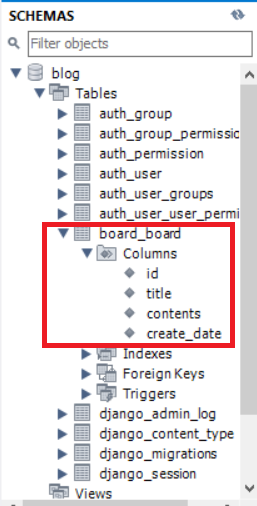 SCHEMAS
Filter objects
blog
Tables
auth_group
auth_group_permissio
auth_permission
auth_user
auth_user_groups
auth_user_user_permi
board_board
Columns
id
title
contents
create_date
Indexes
Foreign Keys
Triggers
django_admin_log
django_content_type
django_migrations
django_session
Views